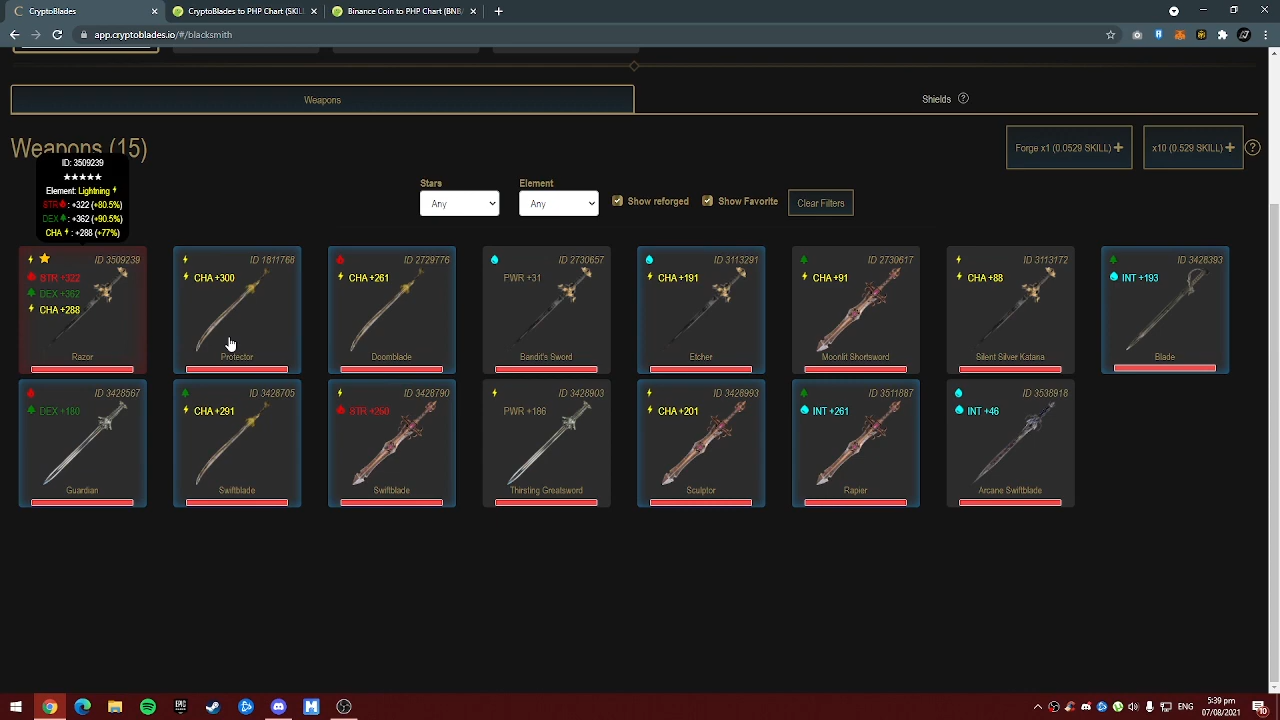 CryptoBlades
CryptoBlades to PHP Chart (SKILL
Binance Coin to PHP Chart (BNB/
app.cryptoblades.io/#/blacksmith
Weapons
Shields ?
Weapons (15)
Forge x1 (0.0529 SKILL) +
x10 (0.529 SKILL) +
?
ID: 3509239
★★★★★
Element: Lightning
STR: +322 (+80.5%)
DEX: +362 (+90.5%)
CHA: +288 (+77%)
Stars
Element
Any
Any
Show reforged
Show Favorite
Clear Filters
ID 3509239
STR +322
DEX +362
CHA +288
Razor
ID 1811768
CHA +300
Protector
ID 2729776
CHA +261
Doomblade
ID 2730657
PWR +31
Bandit's Sword
ID 3113291
CHA +191
Etcher
ID 2730617
CHA +91
Moonlit Shortsword
ID 3113172
CHA +88
Silent Silver Katana
ID 3428393
INT +193
Blade
ID 3428567
DEX +180
Guardian
ID 3428705
CHA +291
Swiftblade
ID 3428790
STR +250
Swiftblade
ID 3428903
PWR +186
Thirsting Greatsword
ID 3428993
CHA +201
Sculptor
ID 3511887
INT +261
Rapier
ID 3538918
INT +46
Arcane Swiftblade
EPIC
ENG
5:39 pm
07/08/2021
10